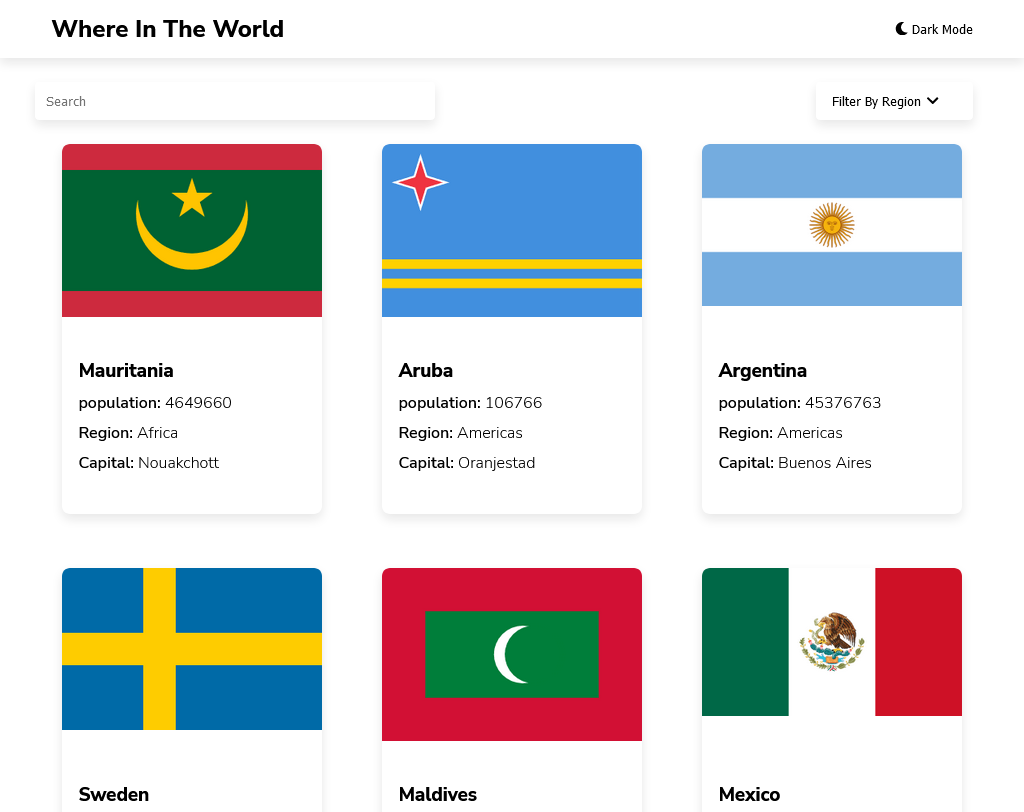 Where In The World
Dark Mode
Search
Filter By Region
Mauritania
population: 4649660
Region: Africa
Capital: Nouakchott
Aruba
population: 106766
Region: Americas
Capital: Oranjestad
Argentina
population: 45376763
Region: Americas
Capital: Buenos Aires
Sweden
Maldives
Mexico